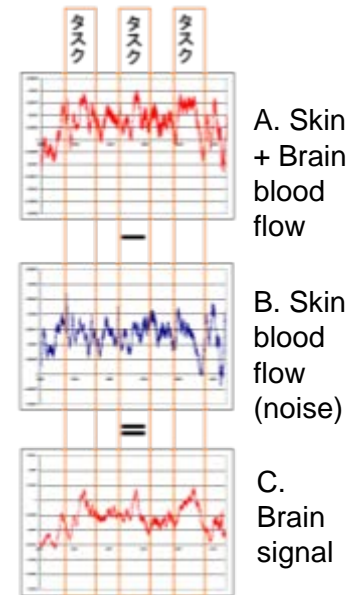 タスク
タスク
タスク
A. Skin
+ Brain
blood
flow
−
B. Skin
blood
flow
(noise)
=
C.
Brain
signal